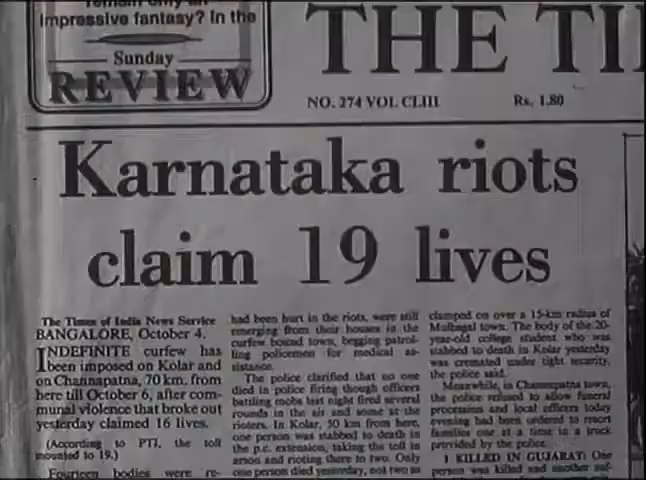 impressive fantasy? In the
Sunday
REVIEW
THE TI
NO. 274 VOL CLIII Rs. 1.80
Karnataka riots
claim 19 lives
The Times of India News Service
BANGALORE, October 4.
INDEFINITE curfew has
been imposed on Kolar and
on Channapatna, 70 km. from
here till October 6, after com-
munal violence that broke out
yesterday claimed 16 lives.
(According to PTI, the toll
mounted to 19.)
Fourteen bodies were re-
had been hurt in the riots, were still
emerging from their houses in the
curfew bound town, begging patrol-
ling policemen for medical as-
sistance.
The police clarified that no one
died in police firing though officers
battling mobs last night fired several
rounds in the air and some at the
rioters. In Kolar, 50 km from here,
one person was stabbed to death in
the p.c. extension, taking the toll in
arson and rioting there to two. Only
one person died yesterday, not two as
clamped on over a 15-km radius of
Mulbagal town. The body of the 20-
year-old college student who was
stabbed to death in Kolar yesterday
was cremated under tight security,
the police said.
Meanwhile, in Channapatna town,
the police refused to allow funeral
procession and local officers today
evening had been ordered to resort
families one at a time in a truck
provided by the police.
1 KILLED IN GUJARAT: One
person was killed and another suf-